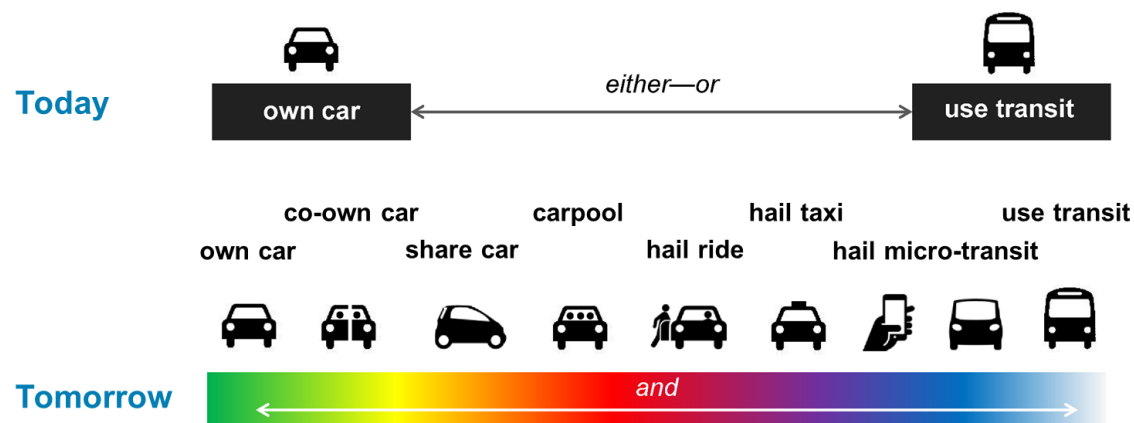 either—or
Today
own car
use transit
co-own car
carpool
hail taxi
use transit
own car
share car
hail ride
hail micro-transit
Tomorrow
and